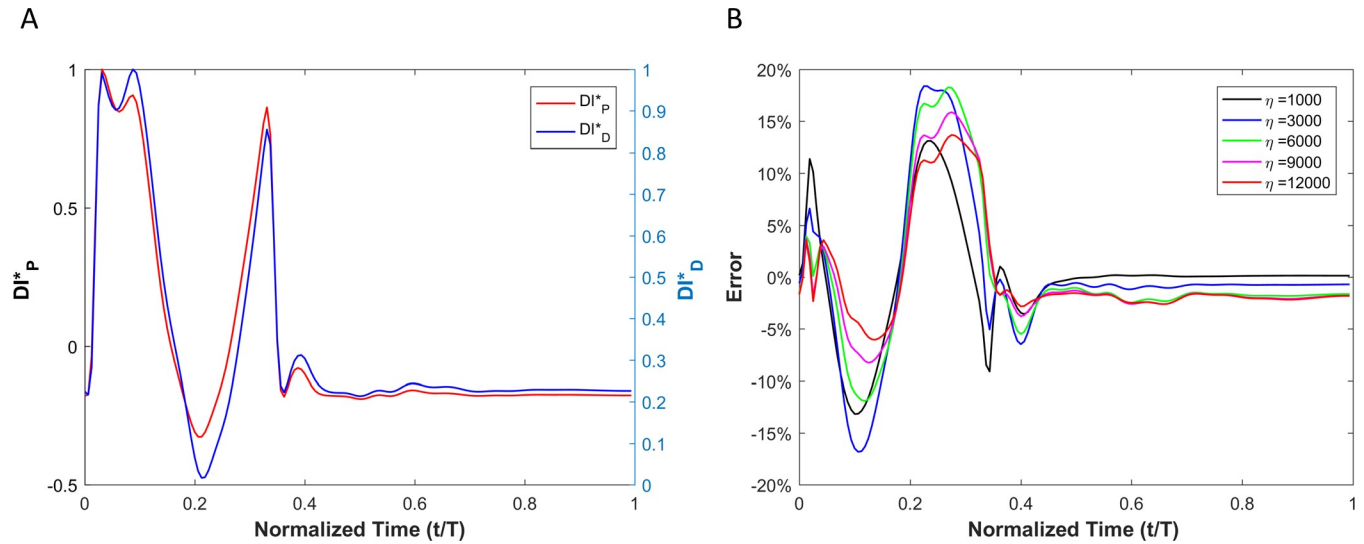 A
1
0.5
0
-0.5
DI*P
1
0.9
0.8
0.7
0.6
0.5
0.4
0.3
0.2
0.1
0
DI*D
DI*P
DI*D
0
0.2
0.4
0.6
0.8
1
Normalized Time (t/T)
B
20%
15%
10%
5%
0%
-5%
-10%
-15%
-20%
Error
η =1000
η =3000
η =6000
η =9000
η =12000
0
0.2
0.4
0.6
0.8
1
Normalized Time (t/T)